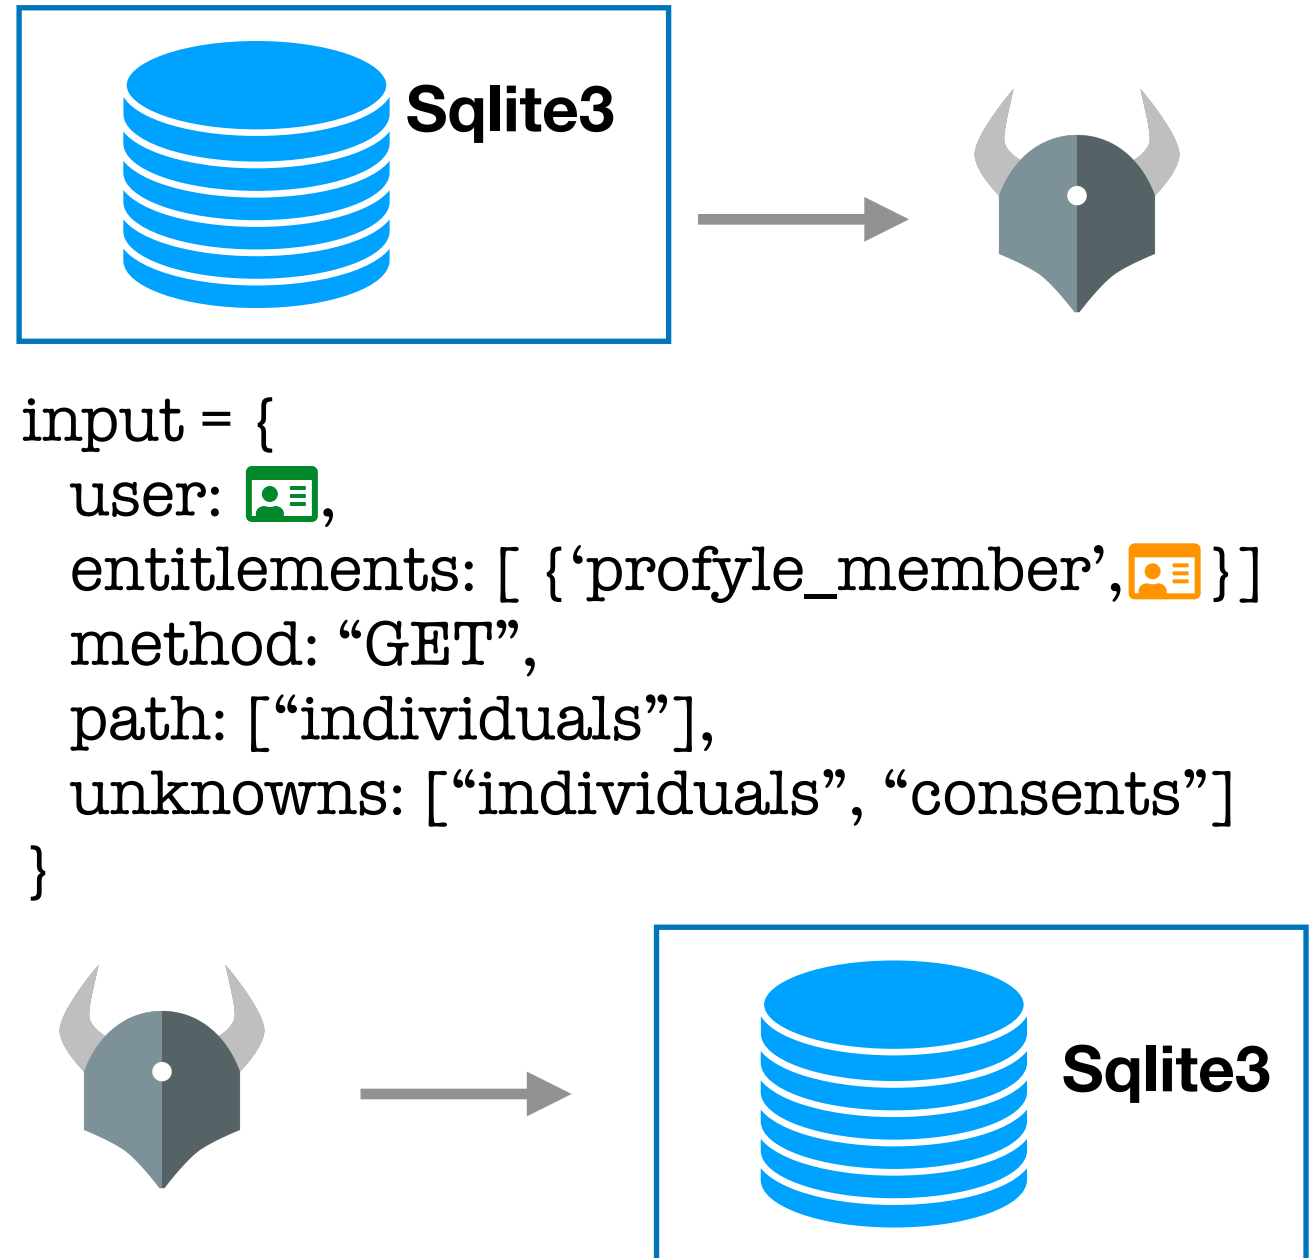 Sqlite3
input = {
user: ,
entitlements: [ {‘profyle_member’, }]
method: “GET”,
path: [“individuals”],
unknowns: [“individuals”, “consents”]
}
Sqlite3